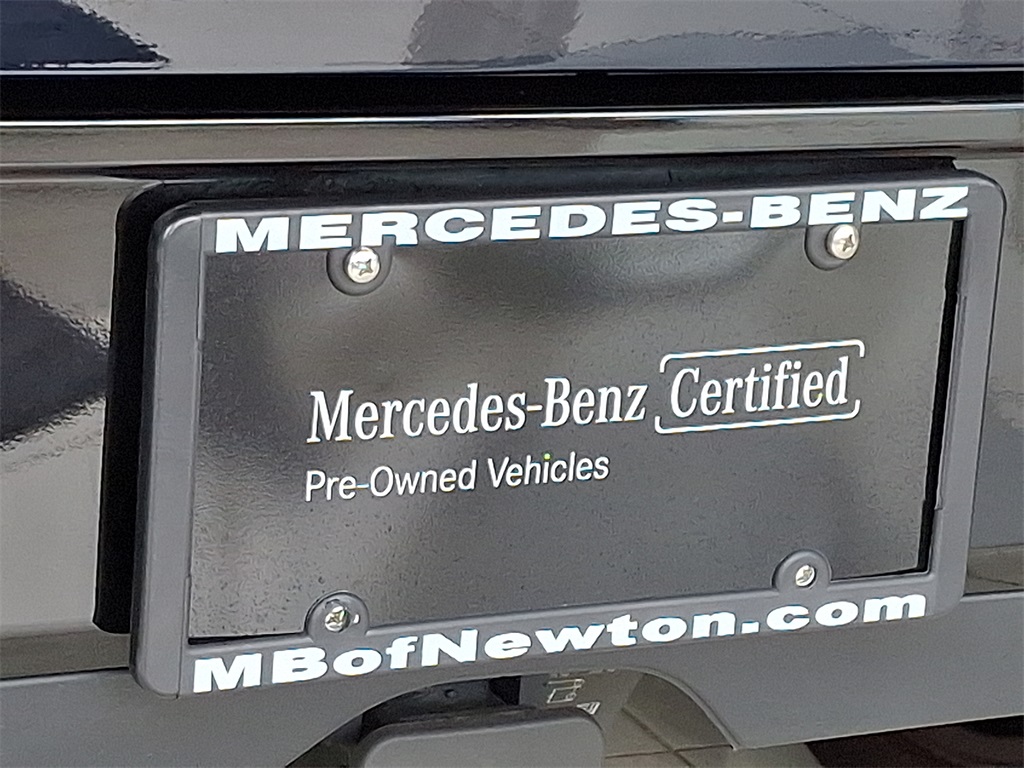 MERCEDES-BENZ
Mercedes-Benz Certified
Pre-Owned Vehicles
MBofNewton.com